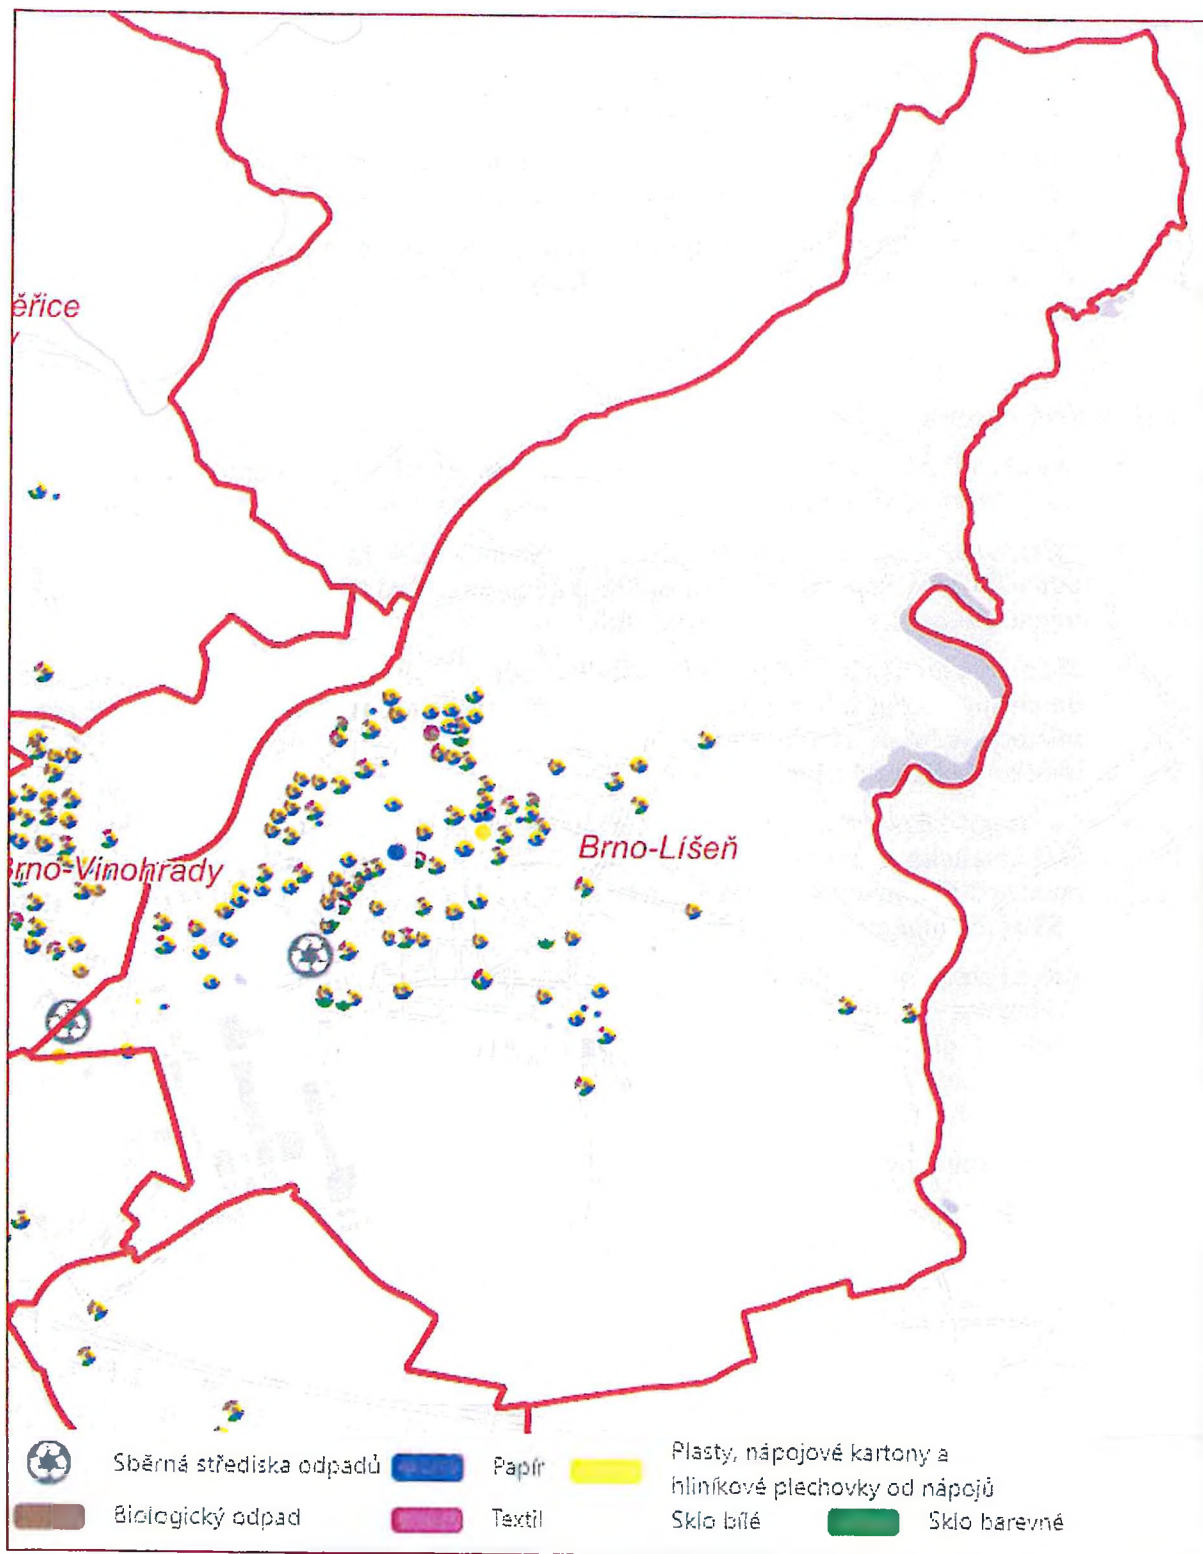 ěřice
Brno-Líšeň
rno-Vinohrady
Sběrná střediska odpadů
Papír
Plasty, nápojové kartony a
hliníkové plechovky od nápojů
Biologický odpad
Textil
Sklo bílé
Sklo barevné